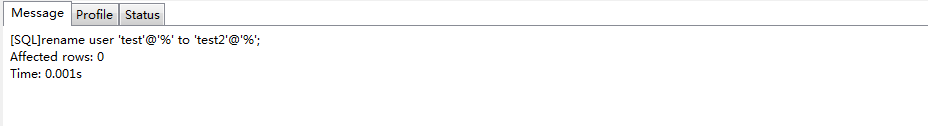 Message Profile Status
[SQL]rename user 'test'@'%' to 'test2'@'%';
Affected rows: 0
Time: 0.001s